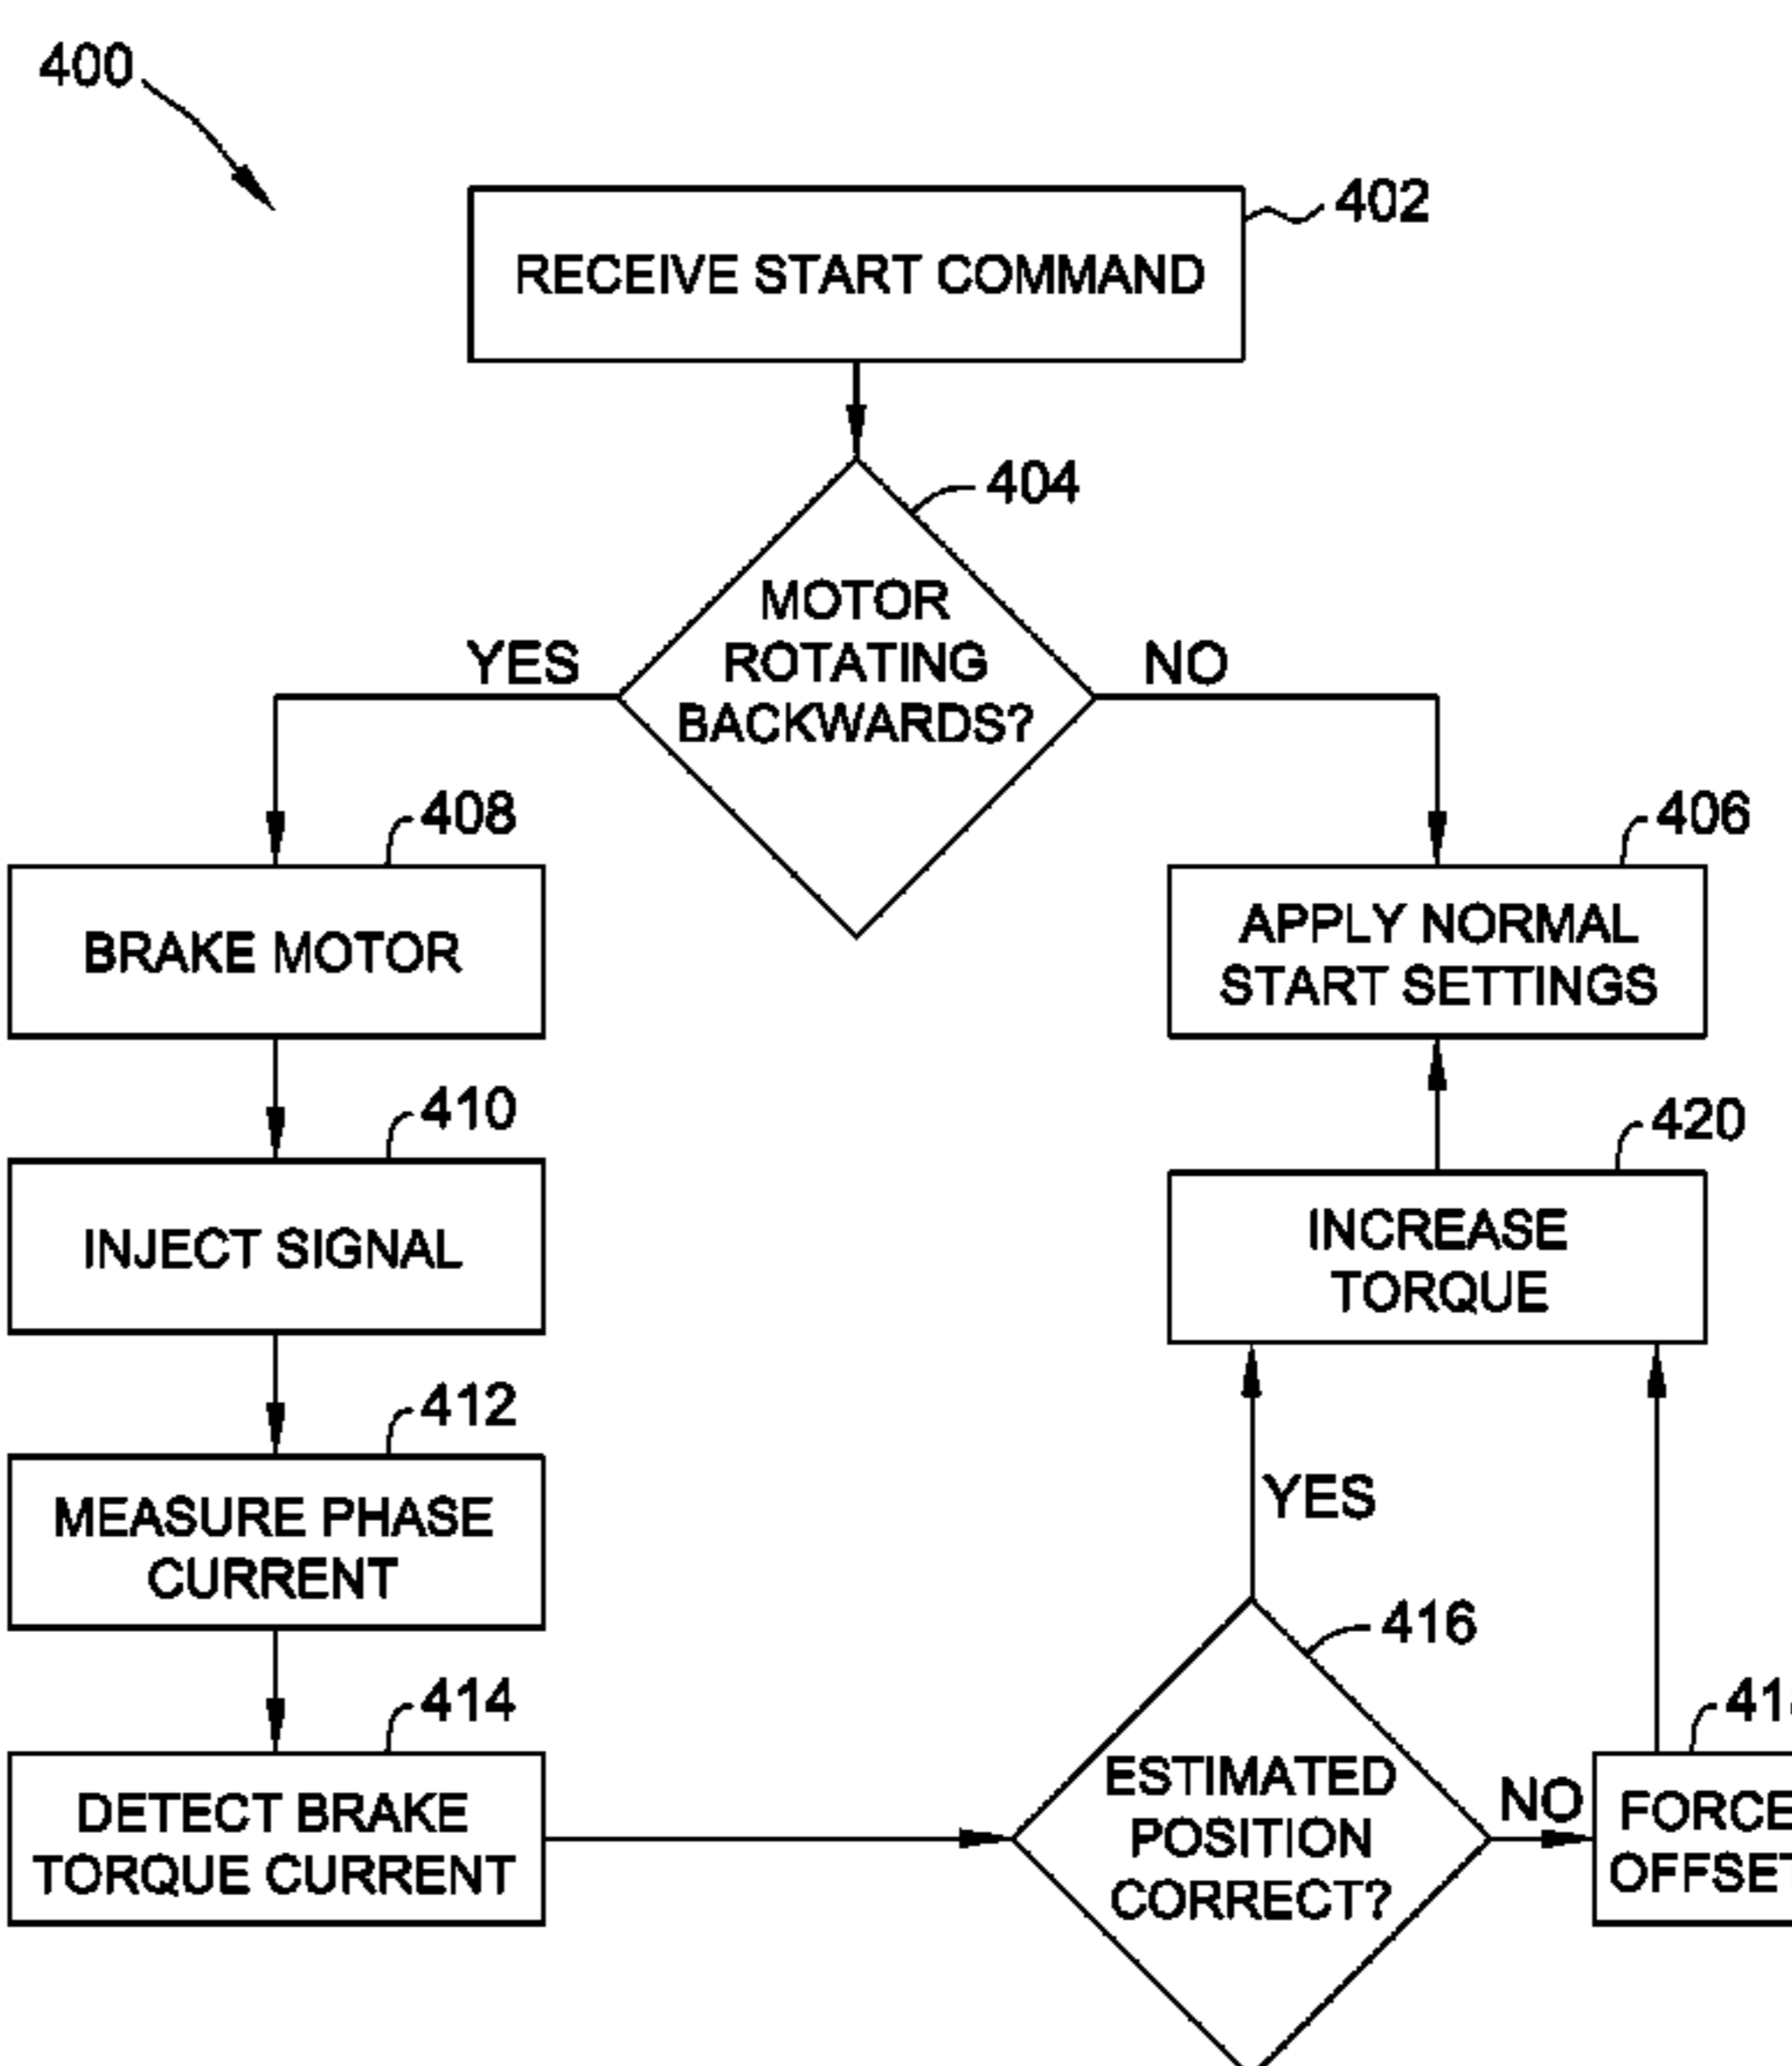 400
402
RECEIVE START COMMAND
404
MOTOR
ROTATING
BACKWARDS?
YES
NO
408
BRAKE MOTOR
406
APPLY NORMAL
START SETTINGS
410
INJECT SIGNAL
420
INCREASE
TORQUE
412
MEASURE PHASE
CURRENT
YES
414
DETECT BRAKE
TORQUE CURRENT
416
ESTIMATED
POSITION
CORRECT?
NO
FORCE
OFFSET